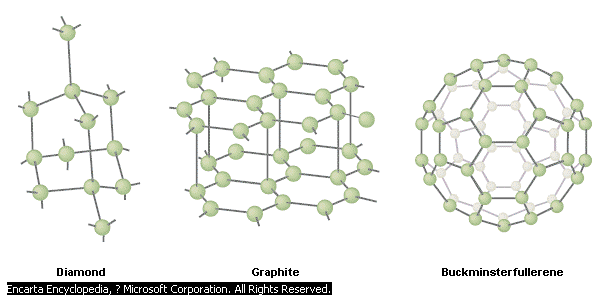 Diamond Graphite Buckminsterfullerene
Encarta Encyclopedia, ? Microsoft Corporation. All Rights Reserved.